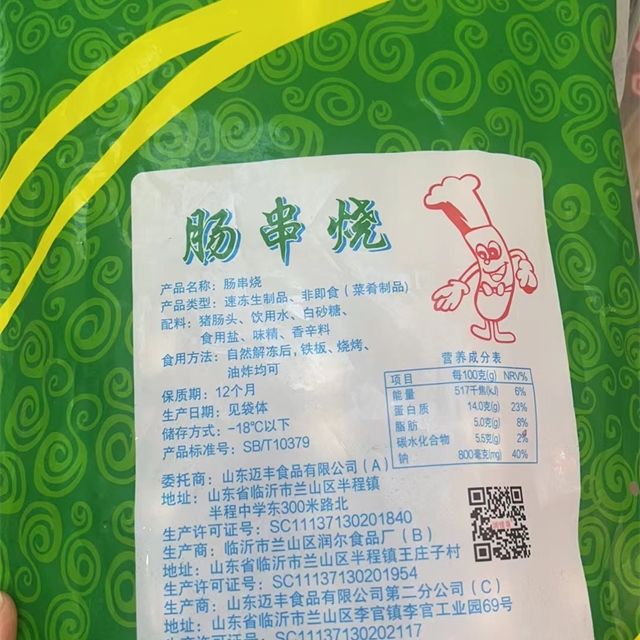 肠串烧
产品名称：肠串烧
产品类型：速冻生制品、非即食（菜肴制品）
配料：猪肠头、饮用水、白砂糖、
食用盐、味精、香辛料
食用方法：自然解冻后，铁板、烧烤、
油炸均可
保质期：12个月
生产日期：见袋体
储存方式：-18℃以下
产品标准号：SB/T10379
营养成分表
项目 每100克(g) NRV%
能量 517千焦(kJ) 6%
蛋白质 14.0克(g) 23%
脂肪 5.0克(g) 8%
碳水化合物 5.5克(g) 2%
钠 800毫克(mg) 40%
委托商：山东迈丰食品有限公司（A）
地址：山东省临沂市兰山区半程镇
半程中学东300米路北
生产许可证号：SC11137130201840
生产商：临沂市兰山区润尔食品厂（B）
地址：山东省临沂市兰山区半程镇王庄子村
生产许可证号：SC11137130201954
生产商：山东迈丰食品有限公司第二分公司（C）
地址：山东省临沂市兰山区李官镇李官工业园69号
生产许可证号：SC11137130202117